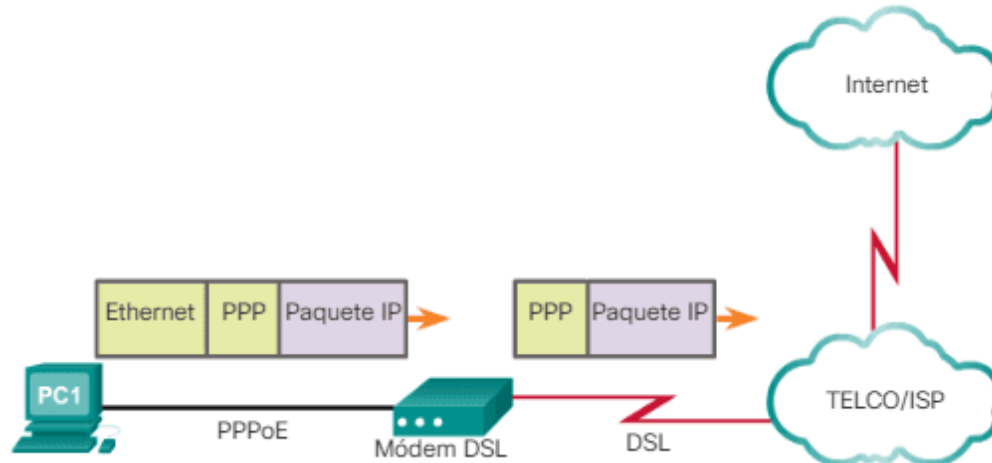 Internet
Ethernet
PPP
Paquete IP
PPP
Paquete IP
PC1
PPPoE
Módem DSL
DSL
TELCO/ISP